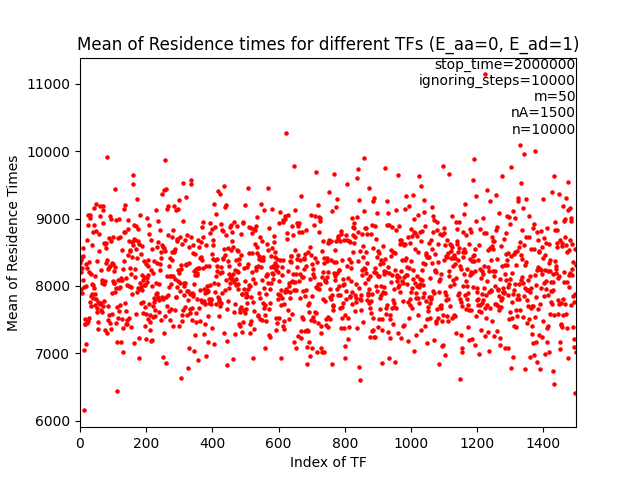 Mean of Residence times for different TFs (E_aa=0, E_ad=1)
stop_time=2000000
ignoring_steps=10000
m=50
nA=1500
n=10000
Mean of Residence Times
11000
10000
9000
8000
7000
6000
0 200 400 600 800 1000 1200 1400
Index of TF